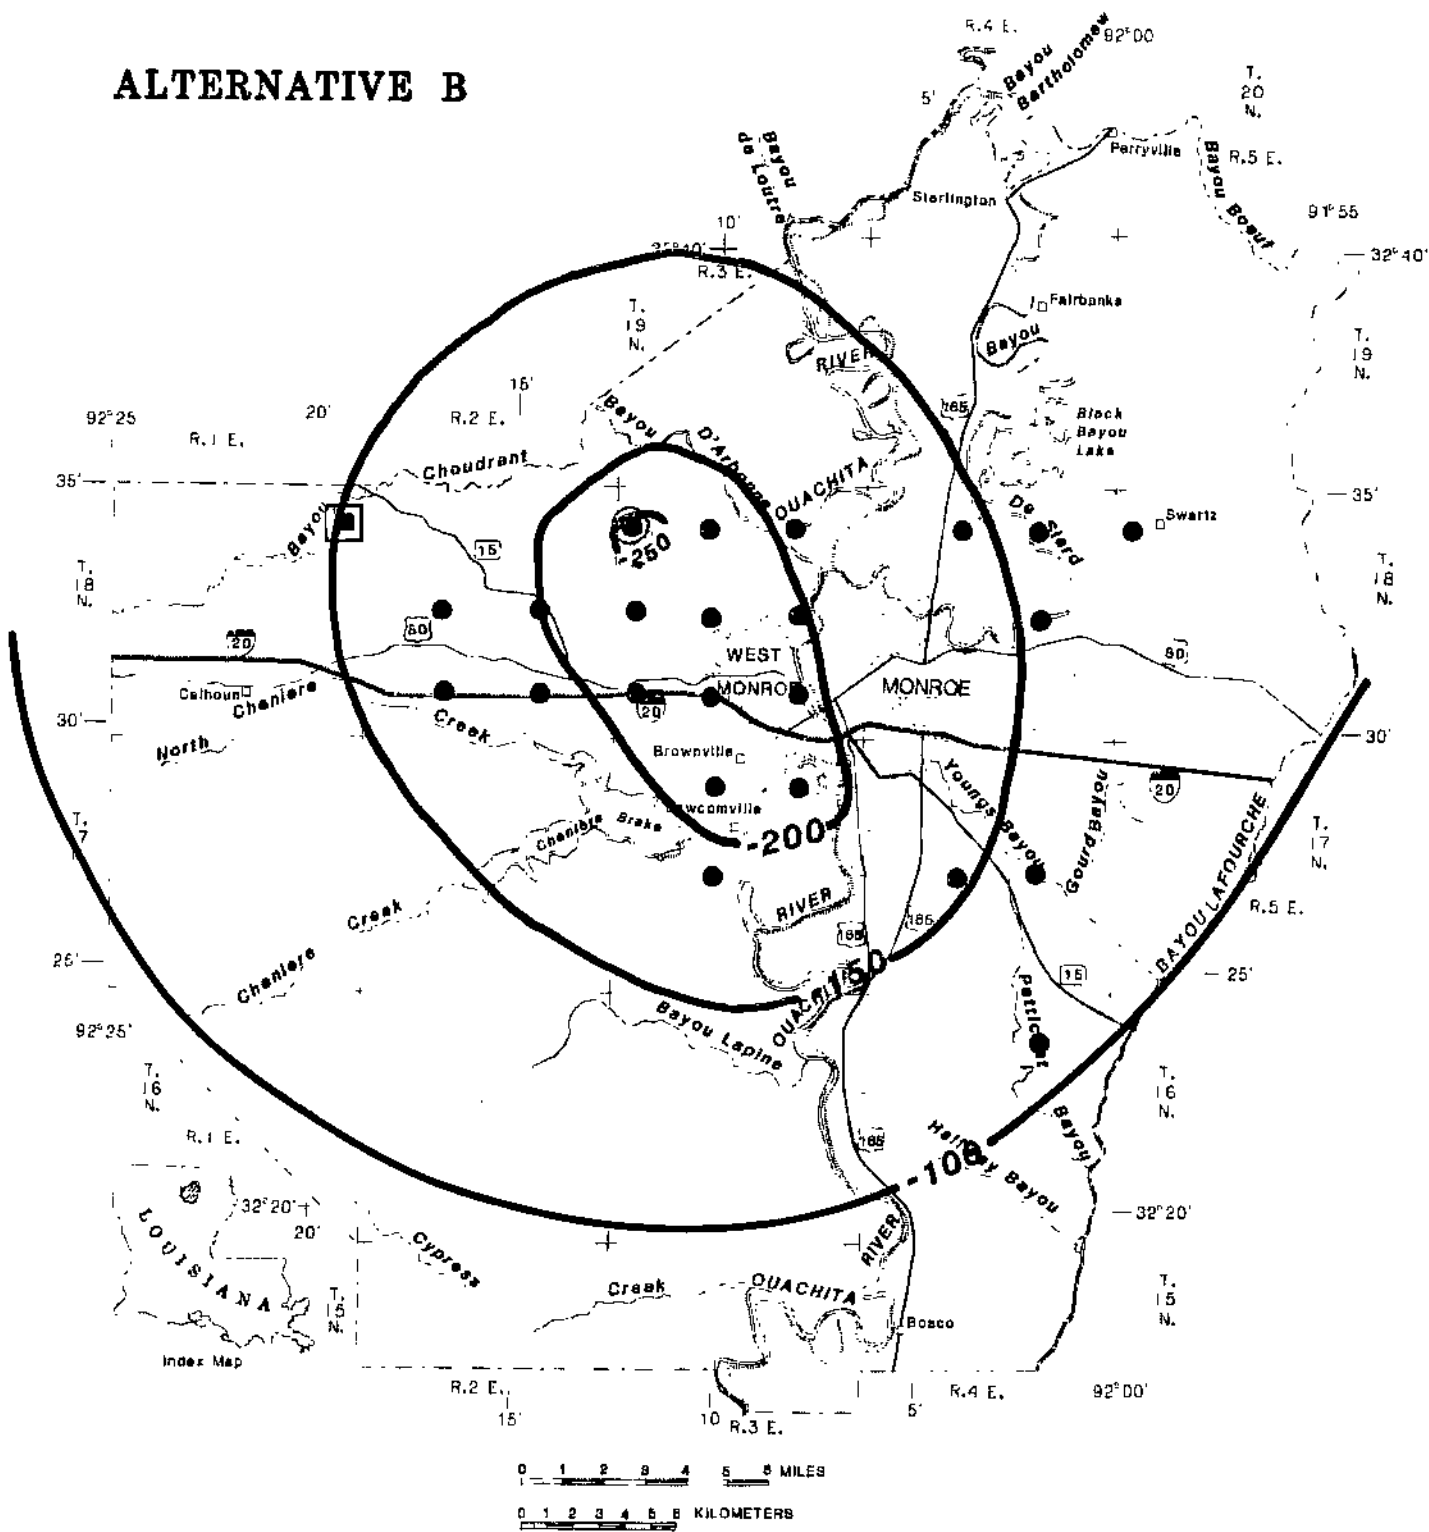 ALTERNATIVE B
R.4 E.
92°00
Bayou
Bartholomew
5'
T.
20
N.
Bayou
de Loutre
Perryville
R.5 E.
Bayou Boeuf
Sterlington
91°55
10'
32°40'
R.3 E.
T.
19
N.
Fairbanks
Bayou
RIVER
T.
19
N.
15'
20'
92°25
R.1 E.
R.2 E.
Bayou
D'Arbonne
165
Black
Bayou
Lake
Choudrant
OUACHITA
35'
35'
Bayou
De Siard
Swartz
-250
15
T.
18
N.
T.
18
N.
80
20
WEST
MONROE
MONROE
80
Calhoun
Cheniere
20
30'
North
Creek
30'
Brownville
Youngs Bayou
Gourd Bayou
20
Cheniere Brake
-200
T.
17
N.
BAYOU LAFOURCHE
RIVER
Creek
165
165
R.5 E.
Cheniere
25'
-150
15
25'
OUACHITA
Bayou Lapine
92°25'
T.
16
N.
T.
16
N.
R.1 E.
Bayou
165
-100
Bayou
32°20'
20'
32°20'
LOUISIANA
RIVER
Cypress
Creek
OUACHITA
T.
15
N.
T.
15
N.
Bosco
Index Map
R.2 E.
R.4 E.
92°00'
15'
10
R.3 E.
5'
0 1 2 3 4 5 6 MILES
0 1 2 3 4 5 6 KILOMETERS